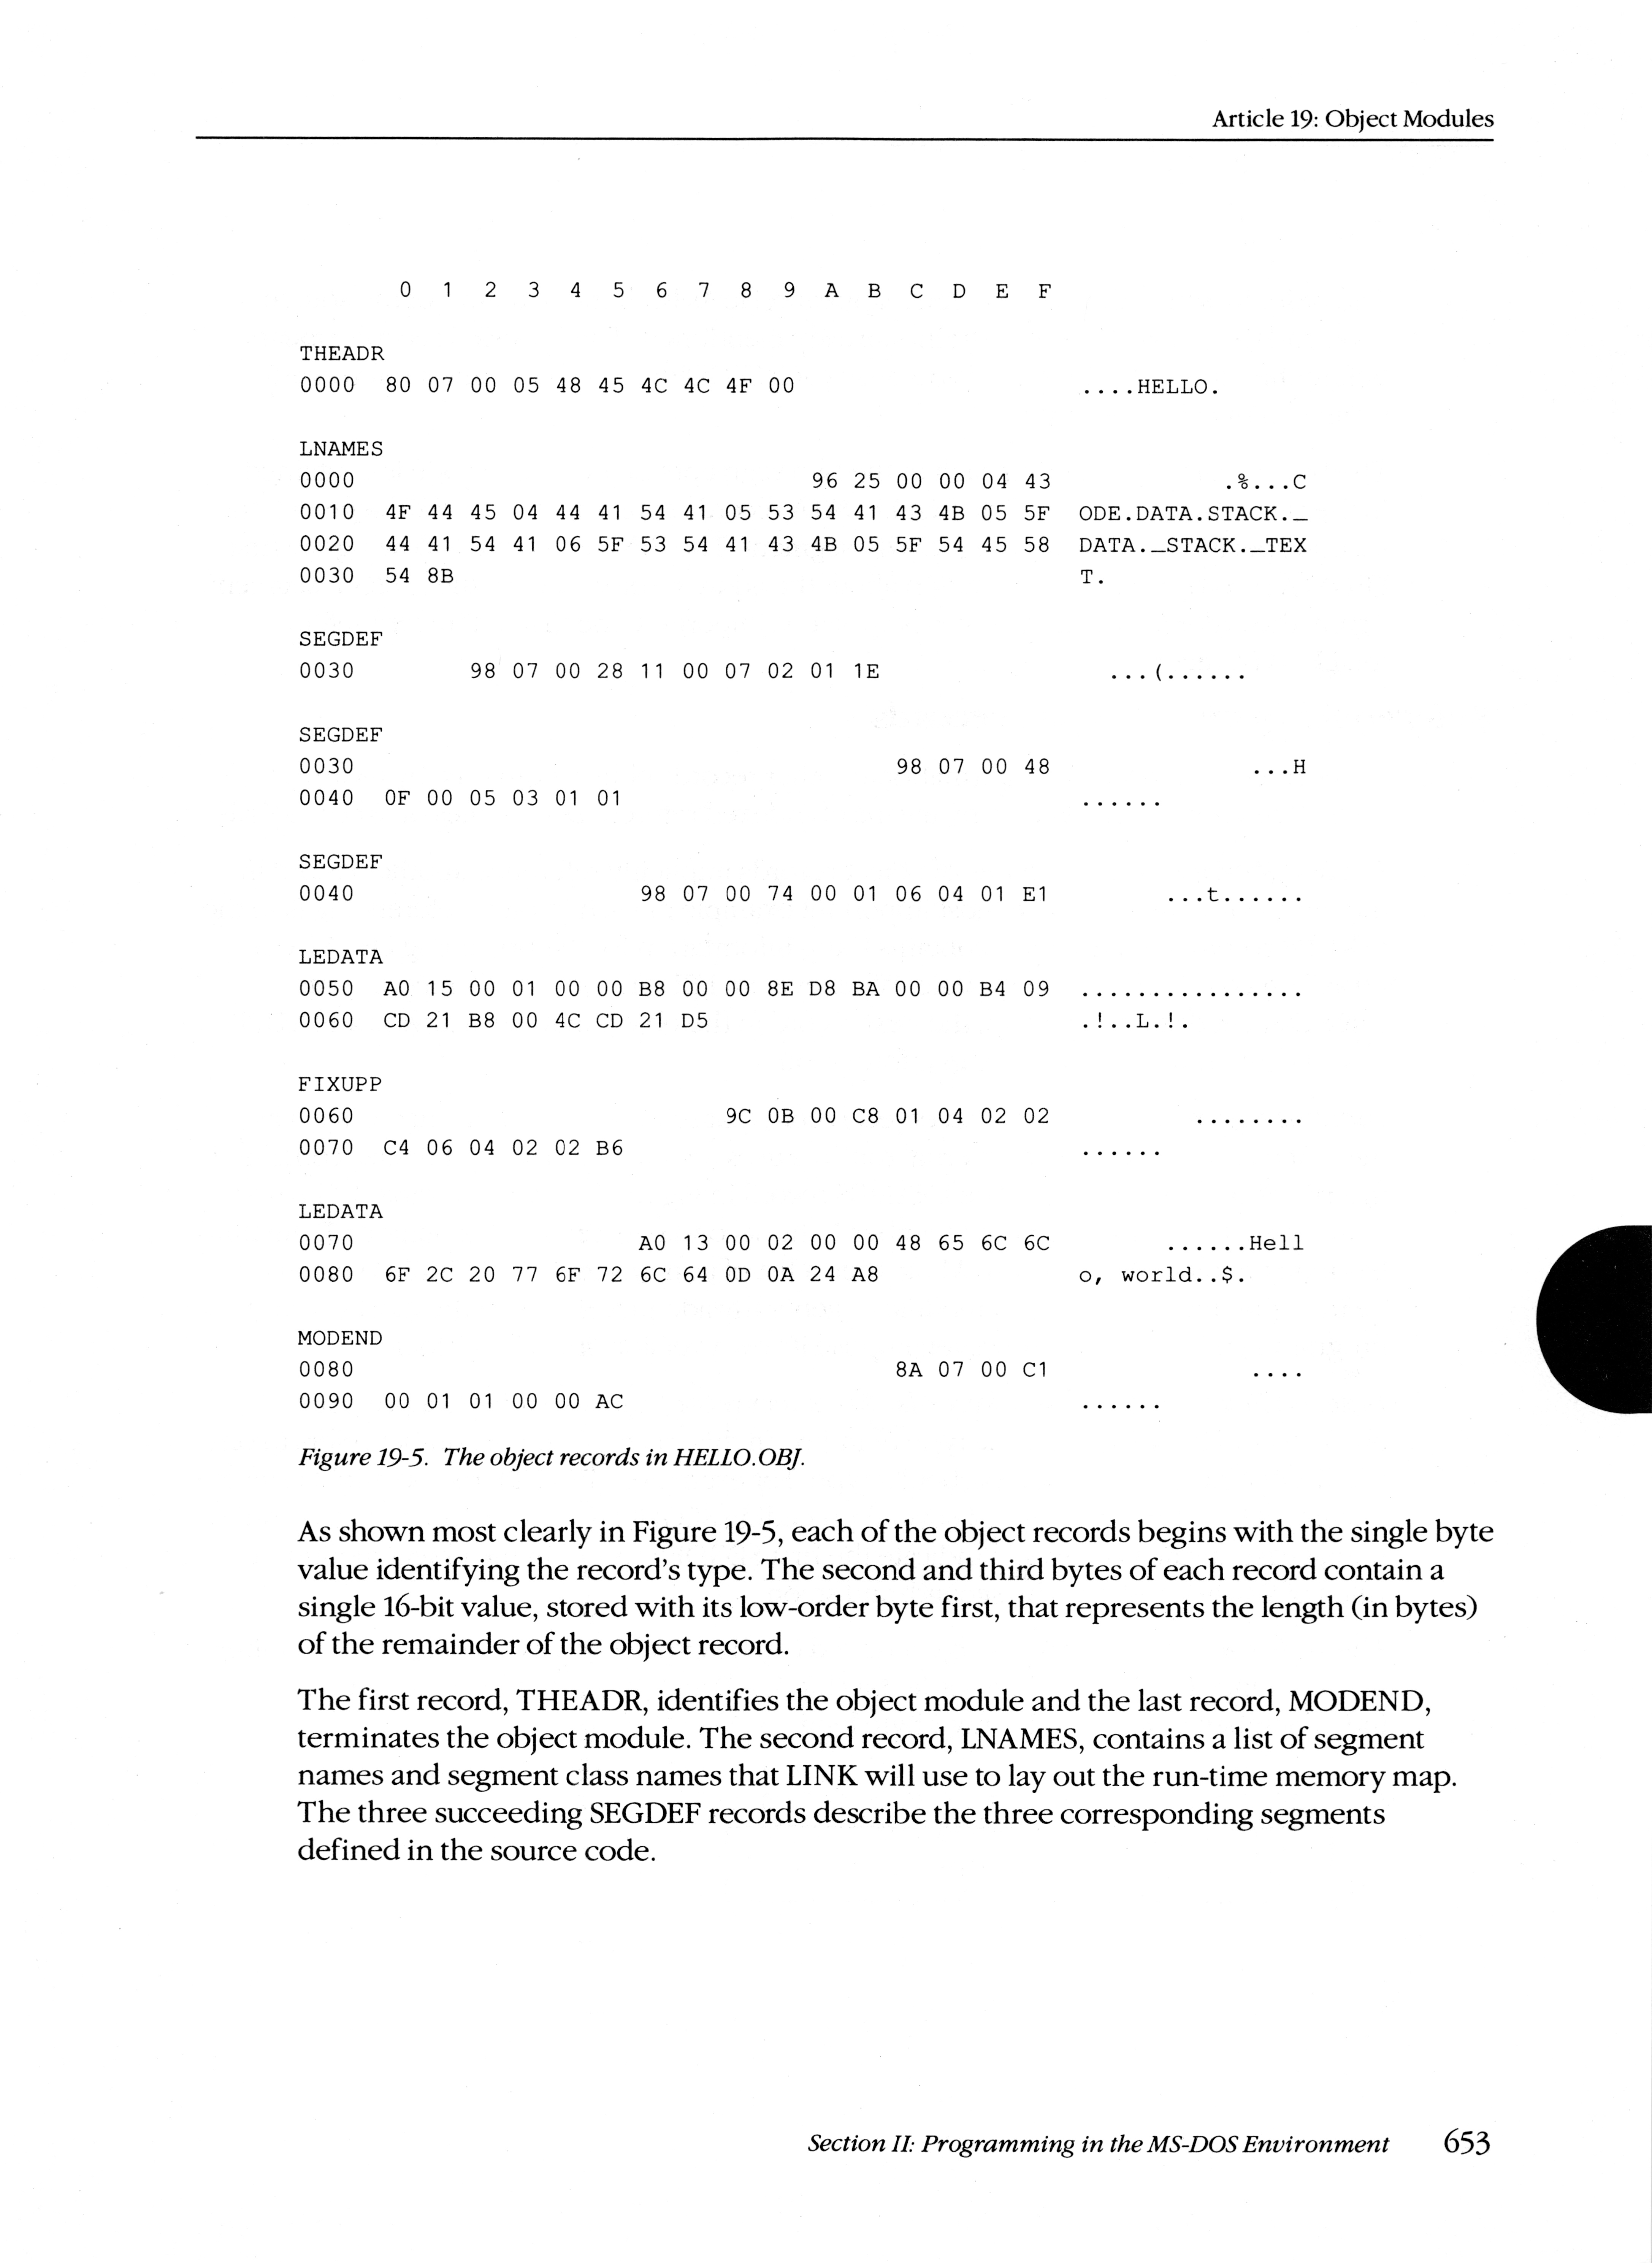 Article 19: Object Modules
0 1 2 3 4 5 6 7 8 9 A B C D E F
THEADR
0000 80 07 00 05 48 45 4C 4C 4F 00 ....HELLO.
LNAMES
0000 96 25 00 00 04 43 .%...C
0010 4F 44 45 04 44 41 54 41 05 53 54 41 43 4B 05 5F ODE.DATA.STACK._
0020 44 41 54 41 06 5F 53 54 41 43 4B 05 5F 54 45 58 DATA._STACK._TEX
0030 54 8B T.
SEGDEF
0030 98 07 00 28 11 00 07 02 01 1E ...(......
SEGDEF
0030 98 07 00 48 ...H
0040 0F 00 05 03 01 01 ......
SEGDEF
0040 98 07 00 74 00 01 06 04 01 E1 ...t......
LEDATA
0050 A0 15 00 01 00 00 B8 00 00 8E D8 BA 00 00 B4 09 ................
0060 CD 21 B8 00 4C CD 21 D5 .!..L.!.
FIXUPP
0060 9C 0B 00 C8 01 04 02 02 ........
0070 C4 06 04 02 02 B6 ......
LEDATA
0070 A0 13 00 02 00 00 48 65 6C 6C ......Hell
0080 6F 2C 20 77 6F 72 6C 64 0D 0A 24 A8 o, world..$.
MODEND
0080 8A 07 00 C1 ....
0090 00 01 01 00 00 AC ......
Figure 19-5. The object records in HELLO.OBJ.
As shown most clearly in Figure 19-5, each of the object records begins with the single byte
value identifying the record's type. The second and third bytes of each record contain a
single 16-bit value, stored with its low-order byte first, that represents the length (in bytes)
of the remainder of the object record.
The first record, THEADR, identifies the object module and the last record, MODEND,
terminates the object module. The second record, LNAMES, contains a list of segment
names and segment class names that LINK will use to lay out the run-time memory map.
The three succeeding SEGDEF records describe the three corresponding segments
defined in the source code.
Section II: Programming in the MS-DOS Environment 653